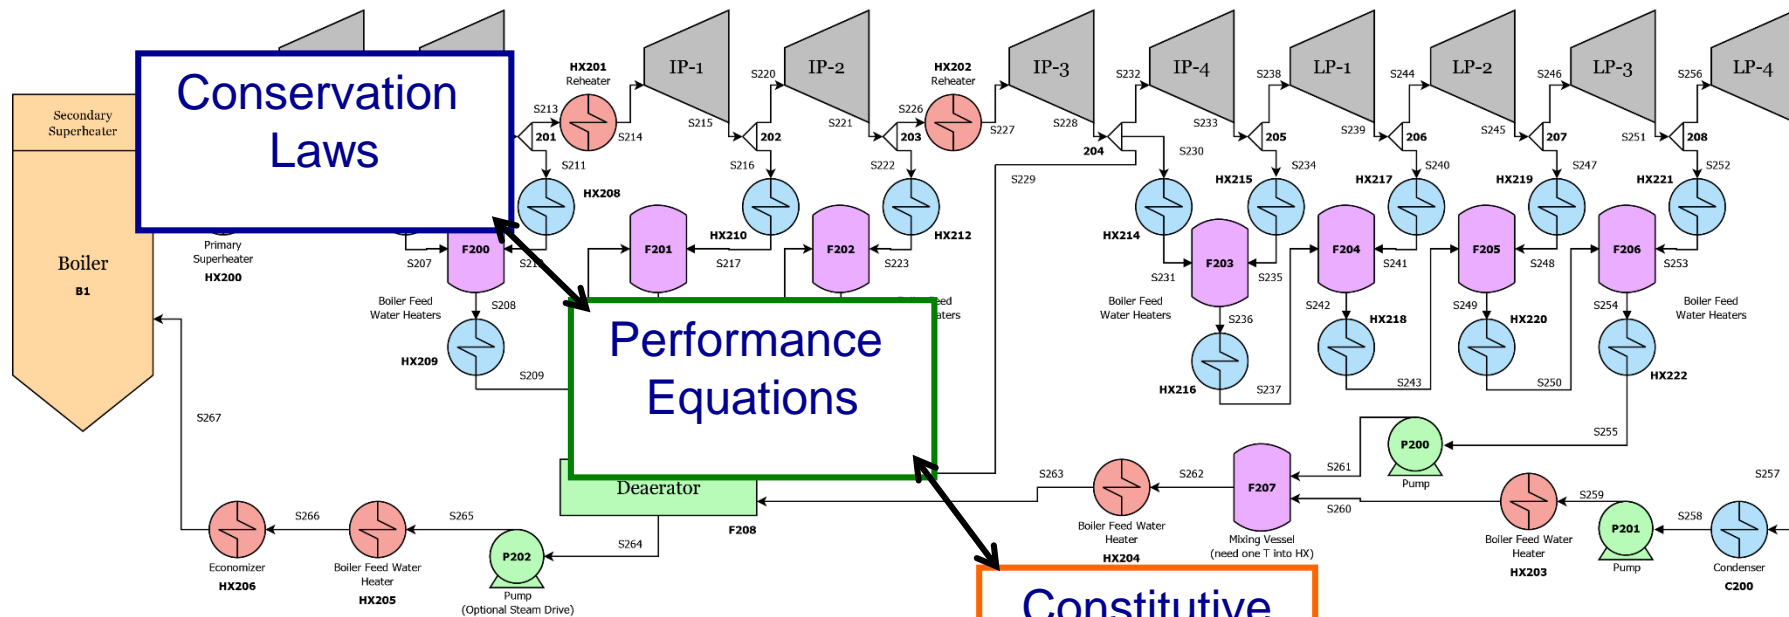 Conservation
Laws
Performance
Equations
Constitutive
Secondary
Superheater
Boiler
B1
Primary
Superheater
HX200
201
S213
S211
HX201
Reheater
S214
IP-1
S215
S220
202
S216
IP-2
S221
203
S226
S222
HX202
Reheater
S227
IP-3
S228
S232
204
S230
S229
IP-4
S233
S238
205
S234
LP-1
S239
S244
206
S240
LP-2
S245
S246
207
S247
LP-3
S251
S256
208
S252
LP-4
HX208
HX210
HX212
HX214
HX215
HX217
HX219
HX221
S207
F200
S208
HX209
S209
Boiler Feed
Water Heaters
F201
S217
F202
S223
S231
F203
S235
S236
HX216
S237
Boiler Feed
Water Heaters
F204
S241
S242
HX218
S243
F205
S248
S249
HX220
S250
F206
S253
S254
HX222
S255
Boiler Feed
Water Heaters
S267
Economizer
HX206
S266
Boiler Feed Water
Heater
HX205
S265
P202
Pump
(Optional Steam Drive)
S264
Deaerator
F208
S263
Boiler Feed Water
Heater
HX204
S262
F207
Mixing Vessel
(need one T into HX)
S261
S260
P200
Pump
Boiler Feed Water
Heater
HX203
S259
P201
Pump
S258
Condenser
C200
S257